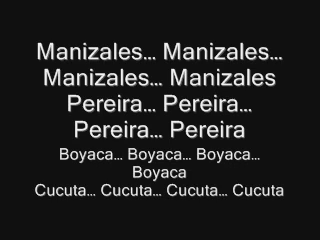 Manizales… Manizales…
Manizales… Manizales
Pereira… Pereira…
Pereira… Pereira
Boyaca… Boyaca… Boyaca…
Boyaca
Cucuta… Cucuta… Cucuta… Cucuta